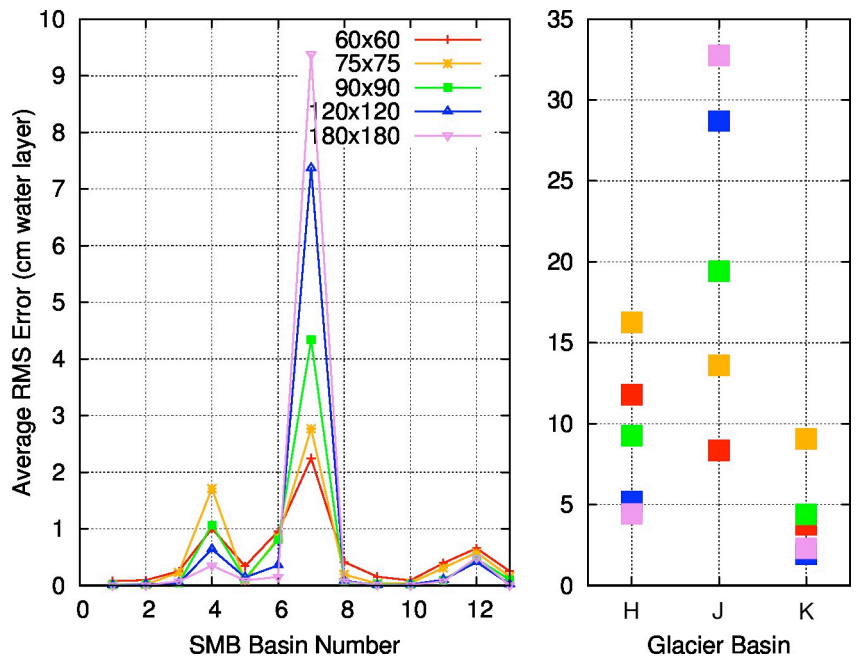 Average RMS Error (cm water layer)
10
9
8
7
6
5
4
3
2
1
0
60x60
75x75
90x90
120x120
180x180
0 2 4 6 8 10 12
SMB Basin Number
35
30
25
20
15
10
5
0
H J K
Glacier Basin